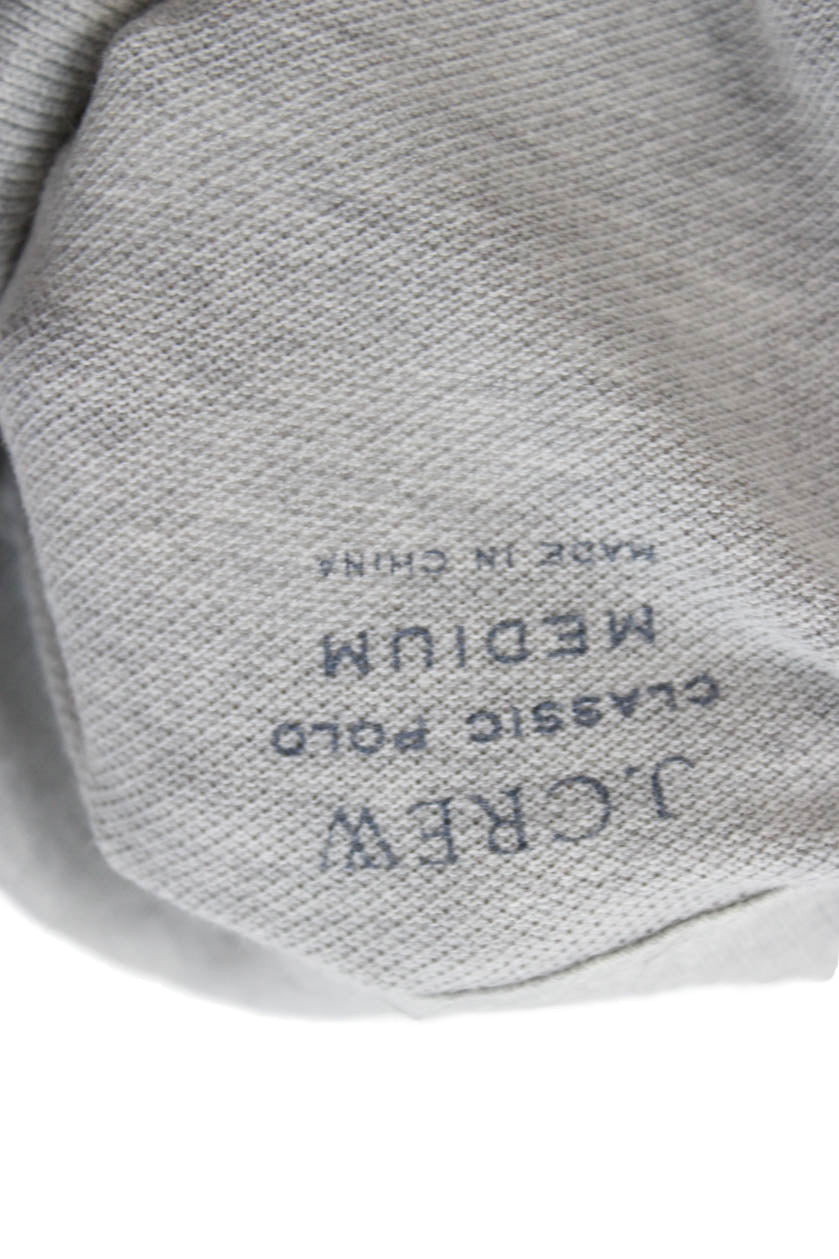 J.CREW
CLASSIC POLO
MEDIUM
MADE IN CHINA